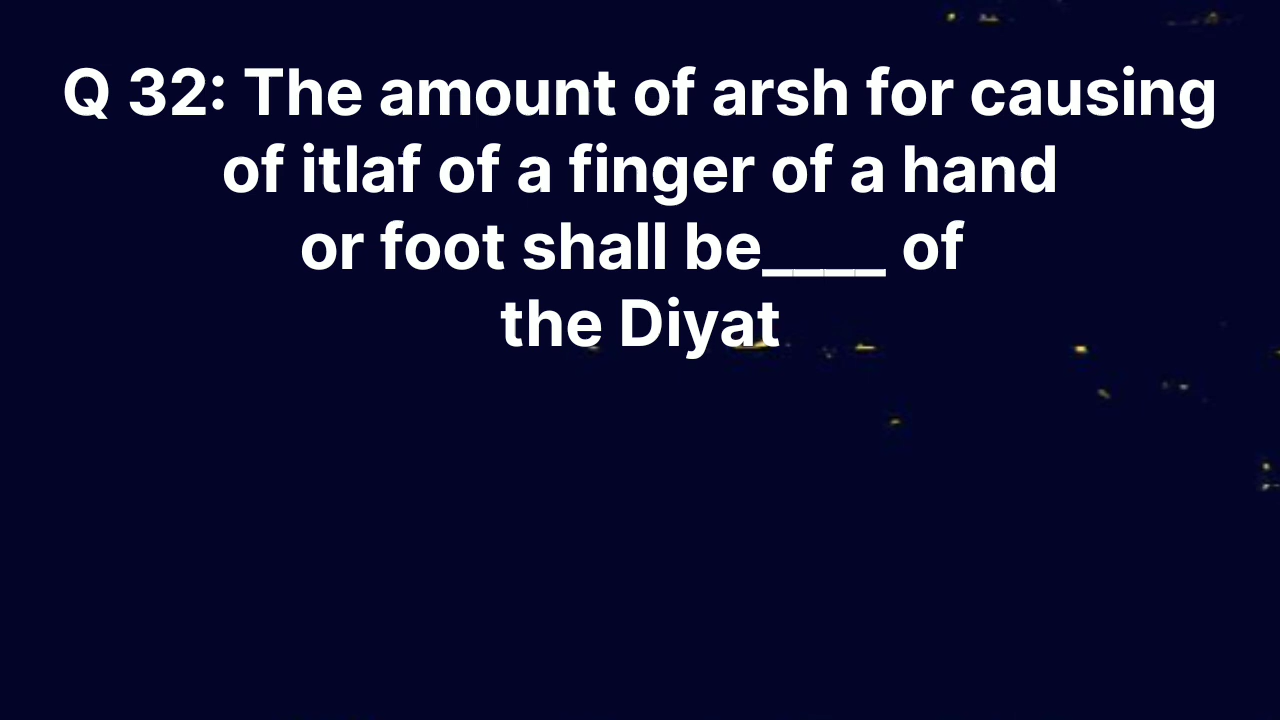 Q 32: The amount of arsh for causing
of itlaf of a finger of a hand
or foot shall be____ of
the Diyat